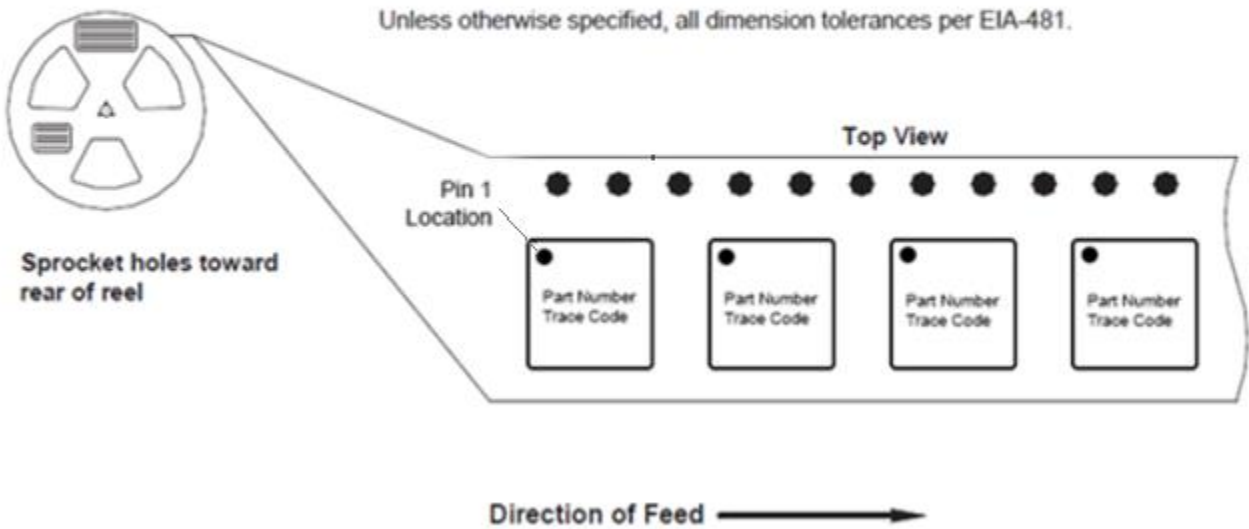 Unless otherwise specified, all dimension tolerances per EIA-481.
Top View
Pin 1
Location
Sprocket holes toward
rear of reel
Part Number
Trace Code
Part Number
Trace Code
Part Number
Trace Code
Part Number
Trace Code
Direction of Feed